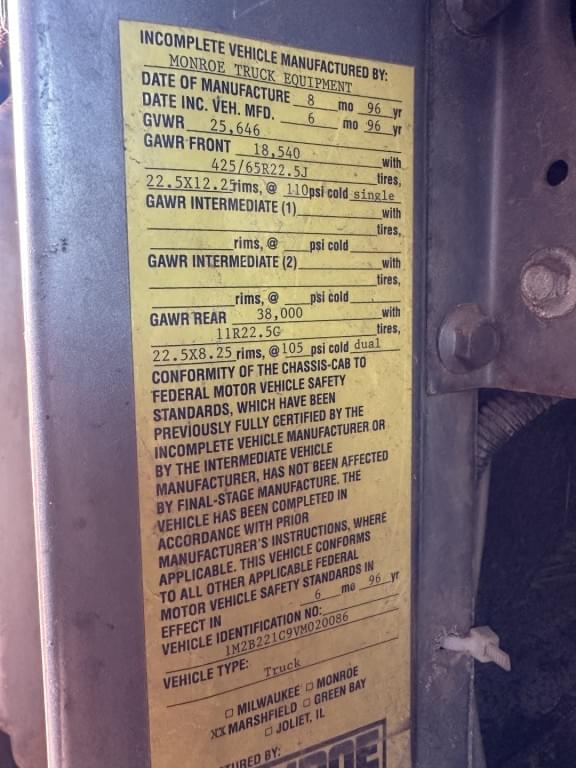 INCOMPLETE VEHICLE MANUFACTURED BY:
MONROE TRUCK EQUIPMENT
DATE OF MANUFACTURE 8 mo 96 yr
DATE INC. VEH. MFD. 6 mo 96 yr
GVWR 25,646
GAWR FRONT 18,540 with
425/65R22.5J tires,
22.5X12.25 rims, @ 110 psi cold single
GAWR INTERMEDIATE (1) with
tires,
rims, @ psi cold
GAWR INTERMEDIATE (2) with
tires,
rims, @ psi cold
GAWR REAR 38,000 with
11R22.5G tires,
22.5X8.25 rims, @ 105 psi cold dual
CONFORMITY OF THE CHASSIS-CAB TO
FEDERAL MOTOR VEHICLE SAFETY
STANDARDS, WHICH HAVE BEEN
PREVIOUSLY FULLY CERTIFIED BY THE
INCOMPLETE VEHICLE MANUFACTURER OR
BY THE INTERMEDIATE VEHICLE
MANUFACTURER, HAS NOT BEEN AFFECTED
BY FINAL-STAGE MANUFACTURE. THE
VEHICLE HAS BEEN COMPLETED IN
ACCORDANCE WITH PRIOR
MANUFACTURER'S INSTRUCTIONS, WHERE
APPLICABLE. THIS VEHICLE CONFORMS
TO ALL OTHER APPLICABLE FEDERAL
MOTOR VEHICLE SAFETY STANDARDS IN
EFFECT IN 6 mo 96 yr
VEHICLE IDENTIFICATION NO:
1M2B221C9VM020086
VEHICLE TYPE: Truck
□ MILWAUKEE □ MONROE
XX MARSHFIELD □ GREEN BAY
□ JOLIET, IL
BY: